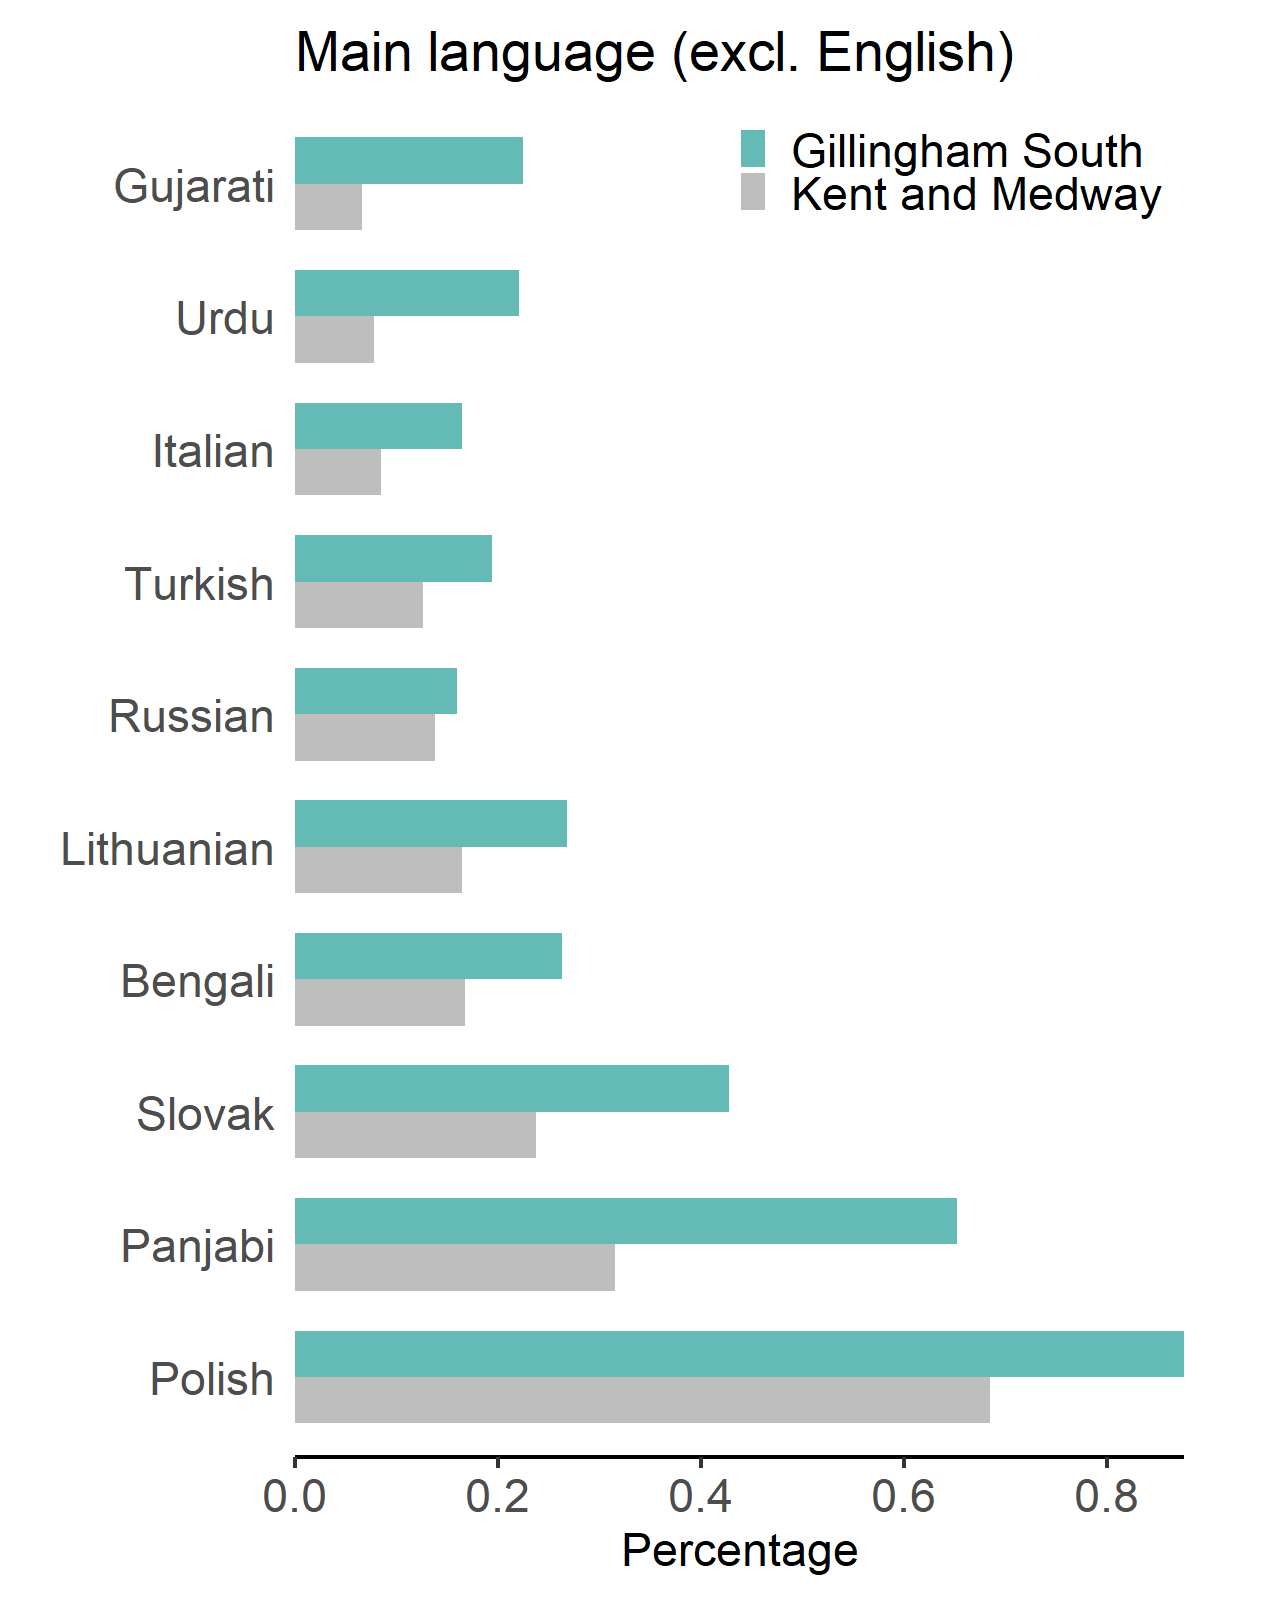 Main language (excl. English)
Gillingham South
Kent and Medway
Gujarati
Urdu
Italian
Turkish
Russian
Lithuanian
Bengali
Slovak
Panjabi
Polish
0.0 0.2 0.4 0.6 0.8
Percentage